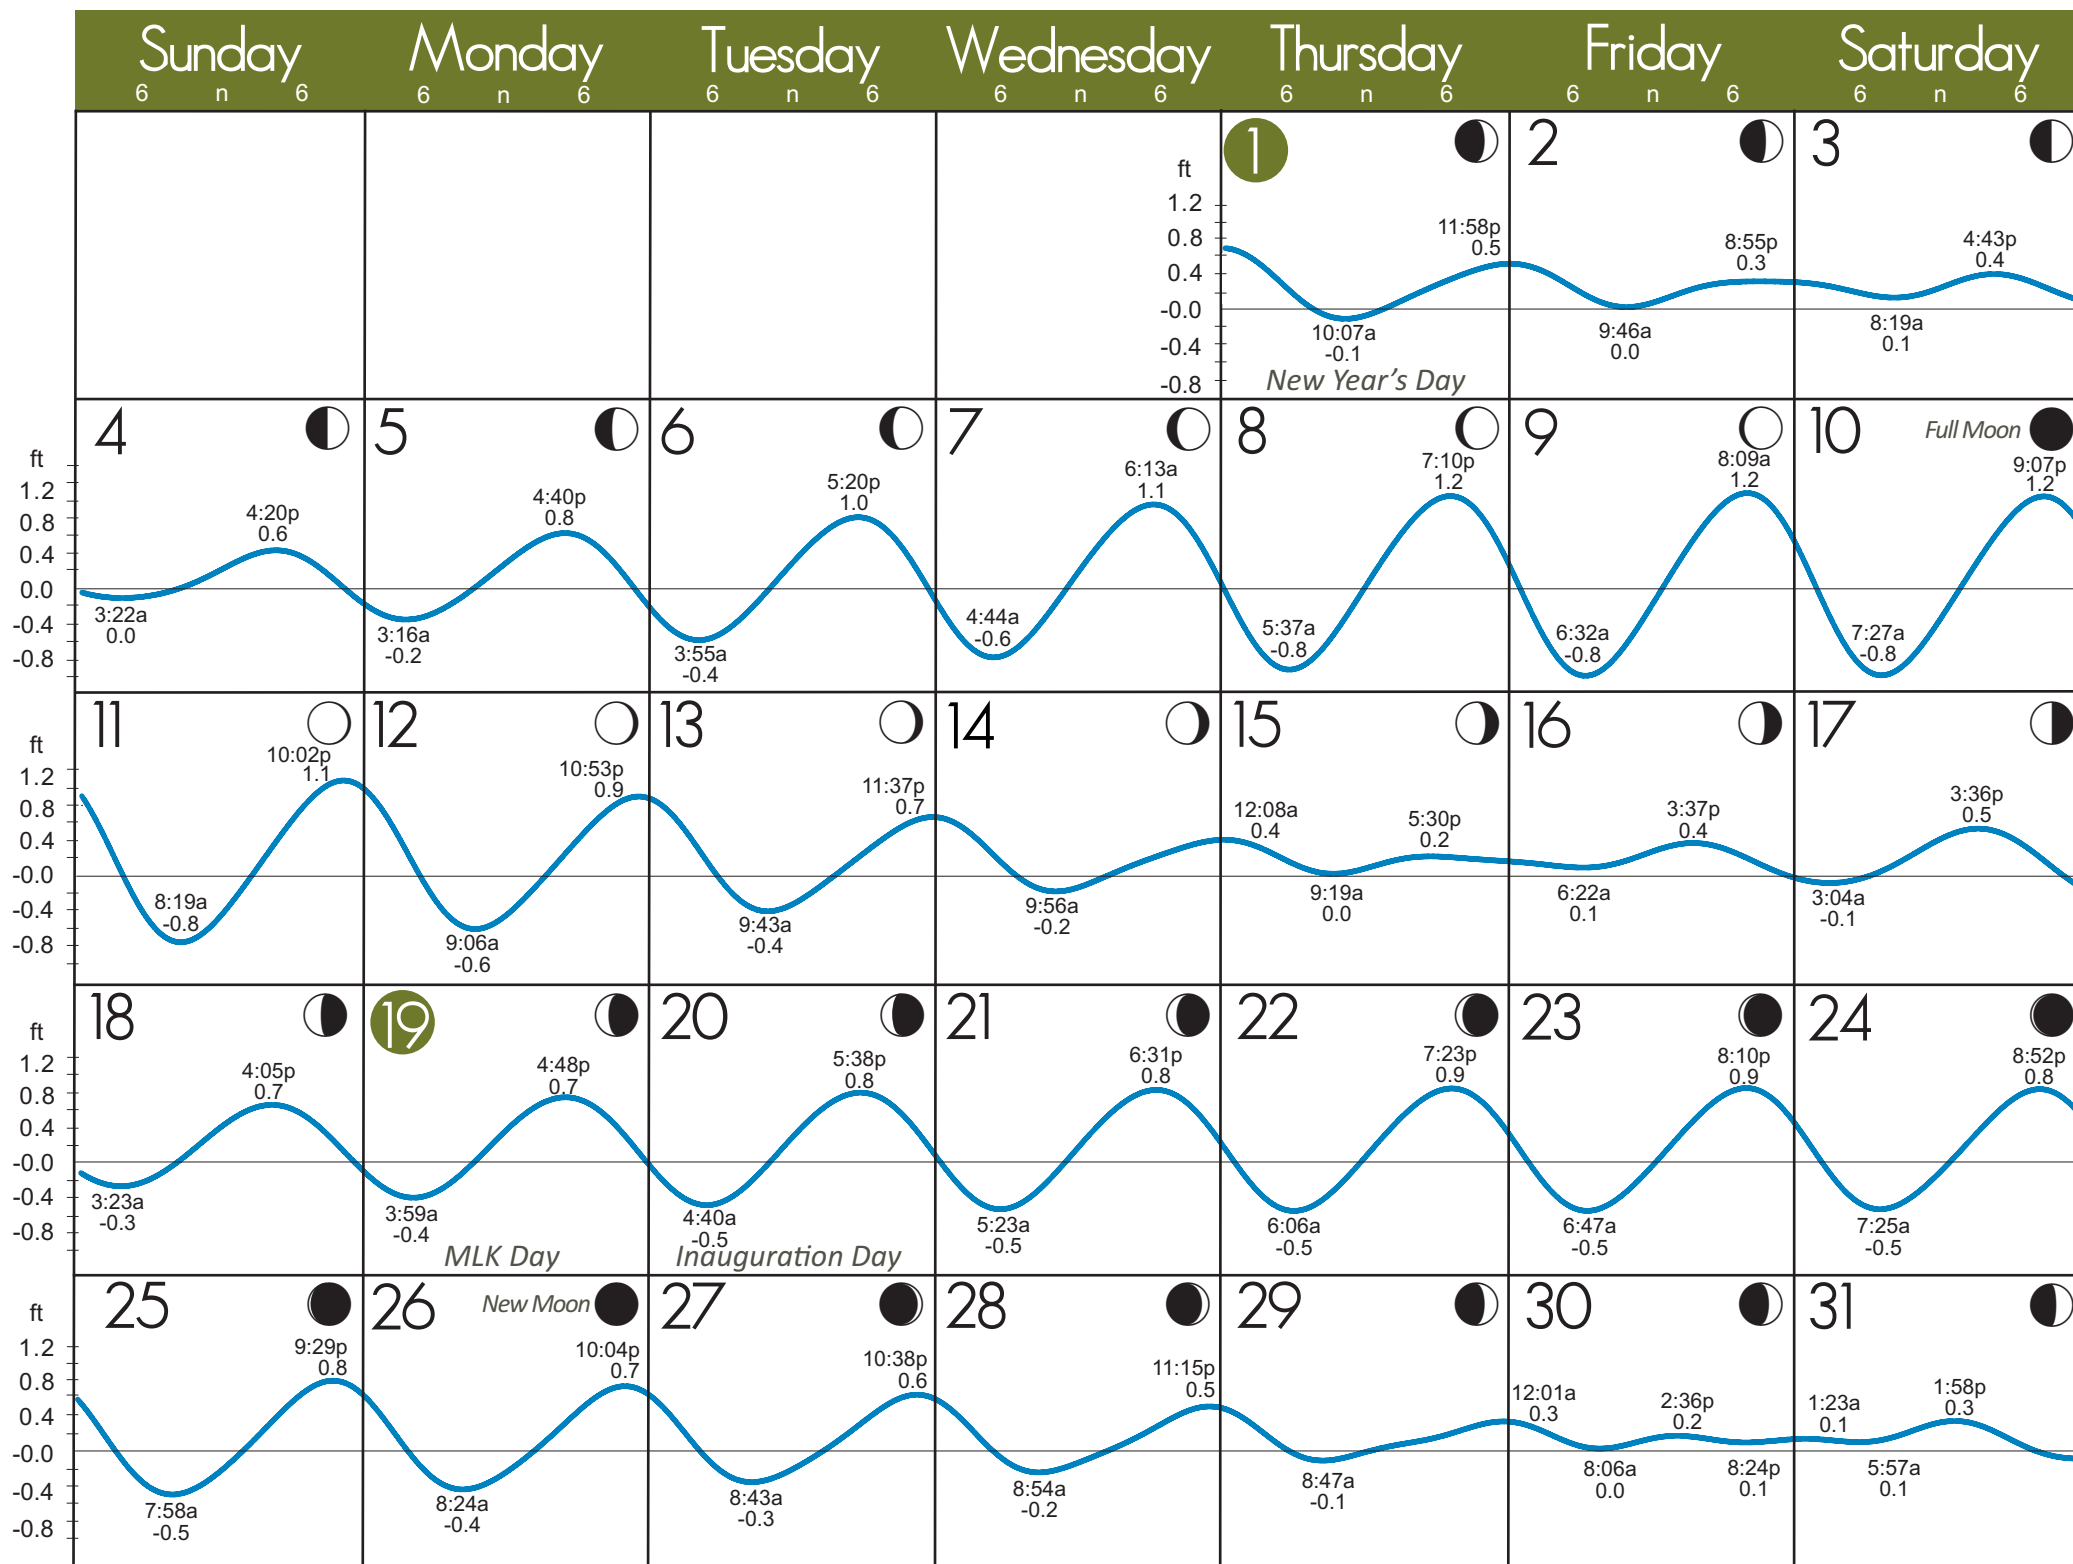 Sunday Monday Tuesday Wednesday Thursday Friday Saturday
6 n 6 6 n 6 6 n 6 6 n 6 6 n 6 6 n 6 6 n 6
ft
1.2
0.8
0.4
-0.0
-0.4
-0.8
1
11:58p
0.5
10:07a
-0.1
New Year's Day
2
8:55p
0.3
9:46a
0.0
3
4:43p
0.4
8:19a
0.1
ft
1.2
0.8
0.4
0.0
-0.4
-0.8
4
4:20p
0.6
3:22a
0.0
5
4:40p
0.8
3:16a
-0.2
6
5:20p
1.0
3:55a
-0.4
7
6:13a
1.1
4:44a
-0.6
8
7:10p
1.2
5:37a
-0.8
9
8:09a
1.2
6:32a
-0.8
10 Full Moon
9:07p
1.2
7:27a
-0.8
ft
1.2
0.8
0.4
-0.0
-0.4
-0.8
11
10:02p
1.1
8:19a
-0.8
12
10:53p
0.9
9:06a
-0.6
13
11:37p
0.7
9:43a
-0.4
14
9:56a
-0.2
15
12:08a
0.4
5:30p
0.2
9:19a
0.0
16
3:37p
0.4
6:22a
0.1
17
3:36p
0.5
3:04a
-0.1
ft
1.2
0.8
0.4
-0.0
-0.4
-0.8
18
4:05p
0.7
3:23a
-0.3
19
4:48p
0.7
3:59a
-0.4
MLK Day
20
5:38p
0.8
4:40a
-0.5
Inauguration Day
21
6:31p
0.8
5:23a
-0.5
22
7:23p
0.9
6:06a
-0.5
23
8:10p
0.9
6:47a
-0.5
24
8:52p
0.8
7:25a
-0.5
ft
1.2
0.8
0.4
-0.0
-0.4
-0.8
25
9:29p
0.8
7:58a
-0.5
26 New Moon
10:04p
0.7
8:24a
-0.4
27
10:38p
0.6
8:43a
-0.3
28
11:15p
0.5
8:54a
-0.2
29
8:47a
-0.1
30
12:01a
0.3
2:36p
0.2
8:06a
0.0
8:24p
0.1
31
1:23a
0.1
1:58p
0.3
5:57a
0.1